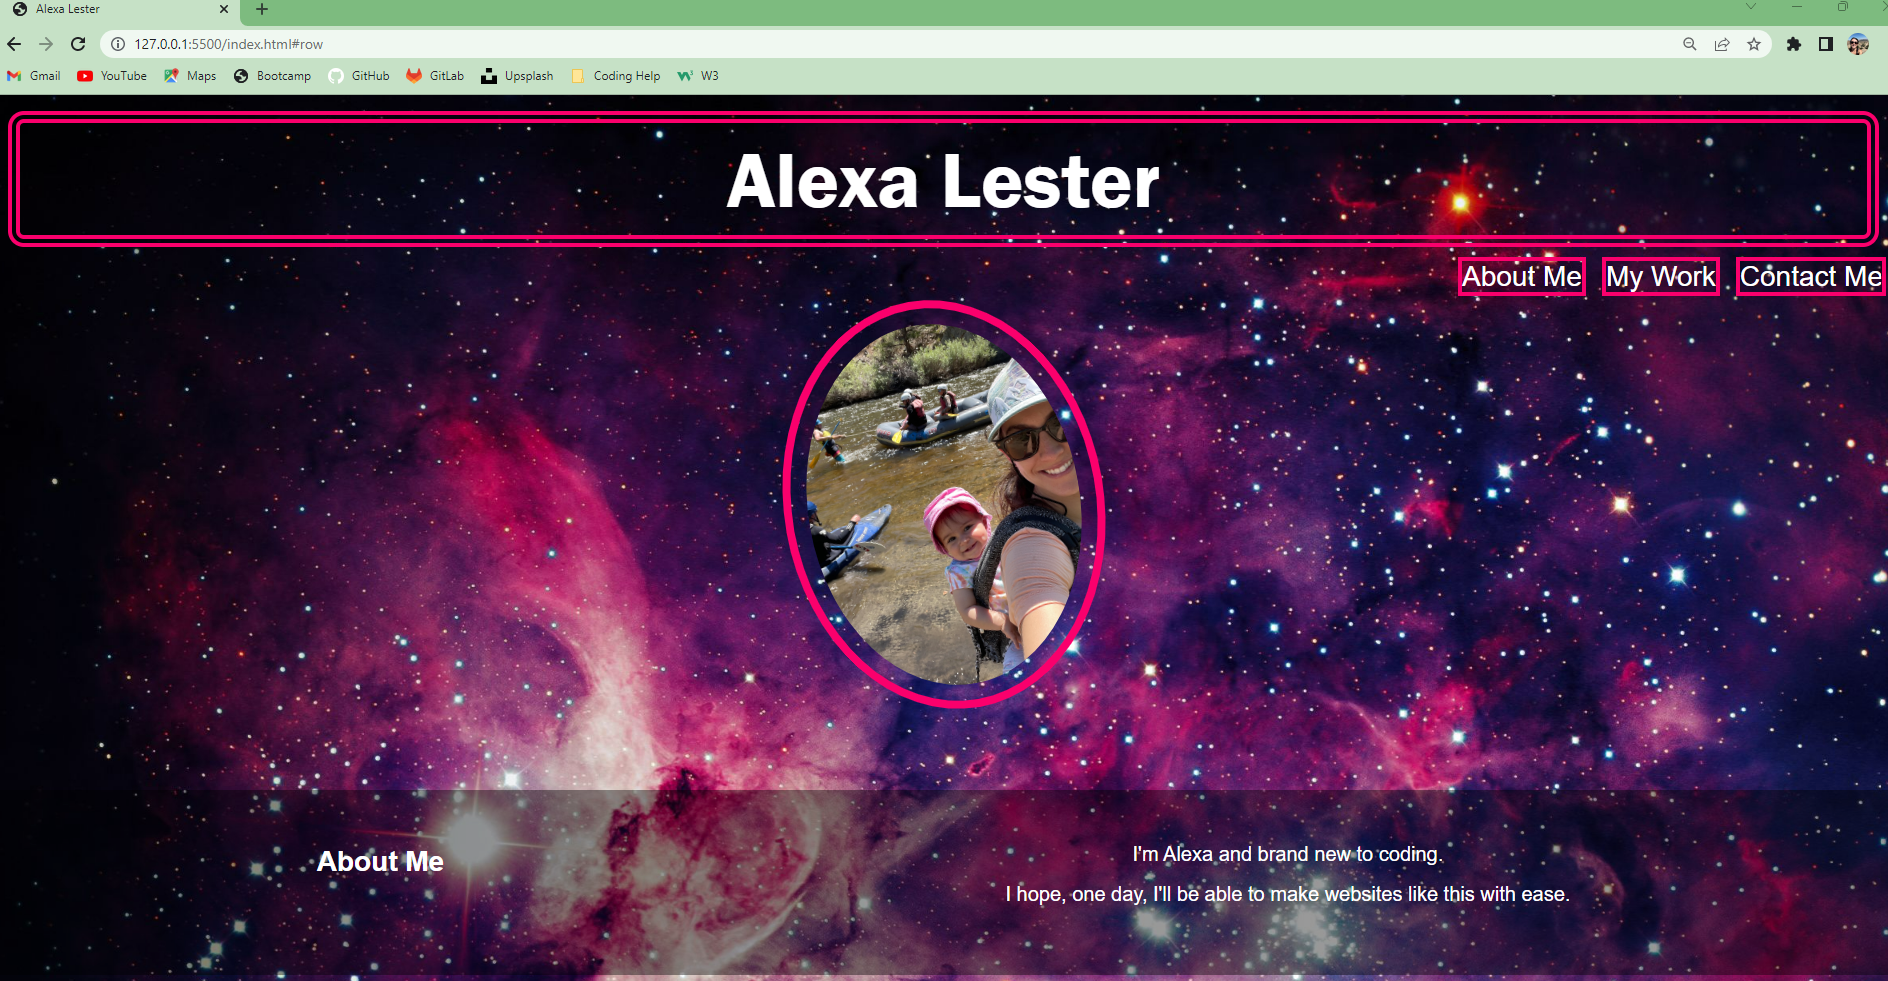 Alexa Lester
127.0.0.1:5500/index.html#row
Gmail YouTube Maps Bootcamp GitHub GitLab Upsplash Coding Help W3
Alexa Lester
About Me My Work Contact Me
About Me
I'm Alexa and brand new to coding.
I hope, one day, I'll be able to make websites like this with ease.